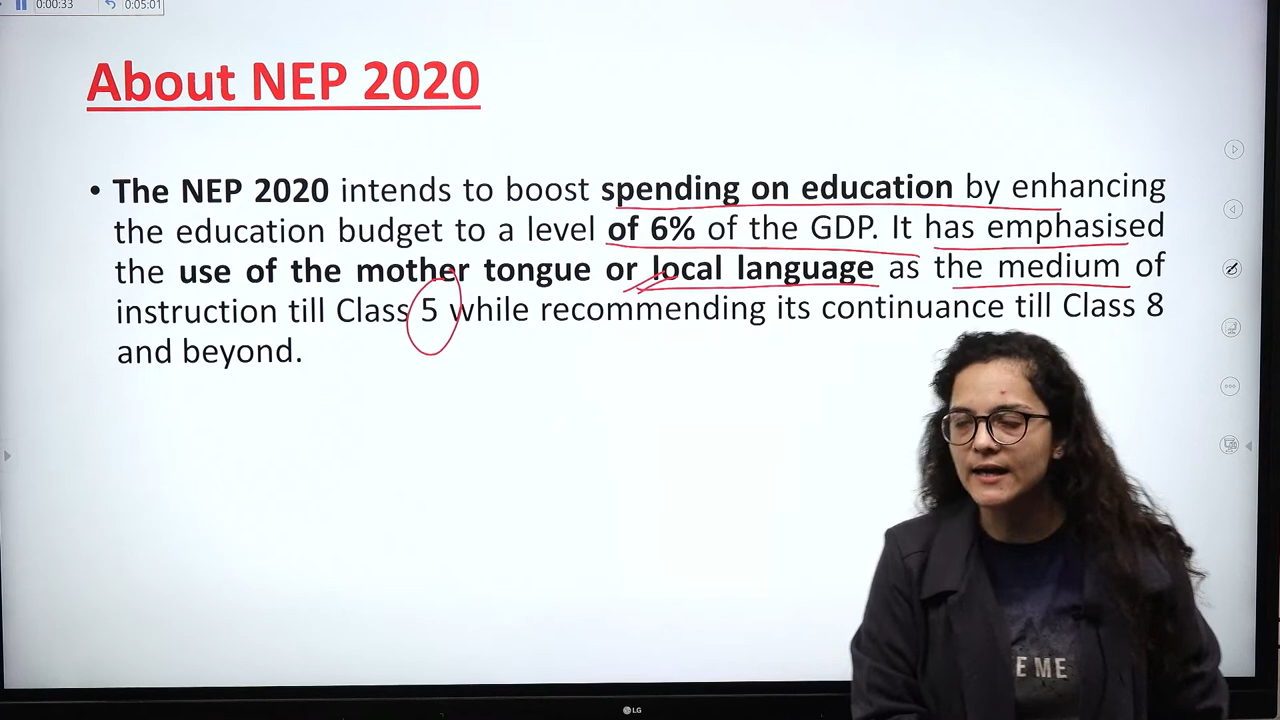 0:00:33 0:05:01
About NEP 2020
• The NEP 2020 intends to boost spending on education by enhancing
the education budget to a level of 6% of the GDP. It has emphasised
the use of the mother tongue or local language as the medium of
instruction till Class 5 while recommending its continuance till Class 8
and beyond.
E ME
LG